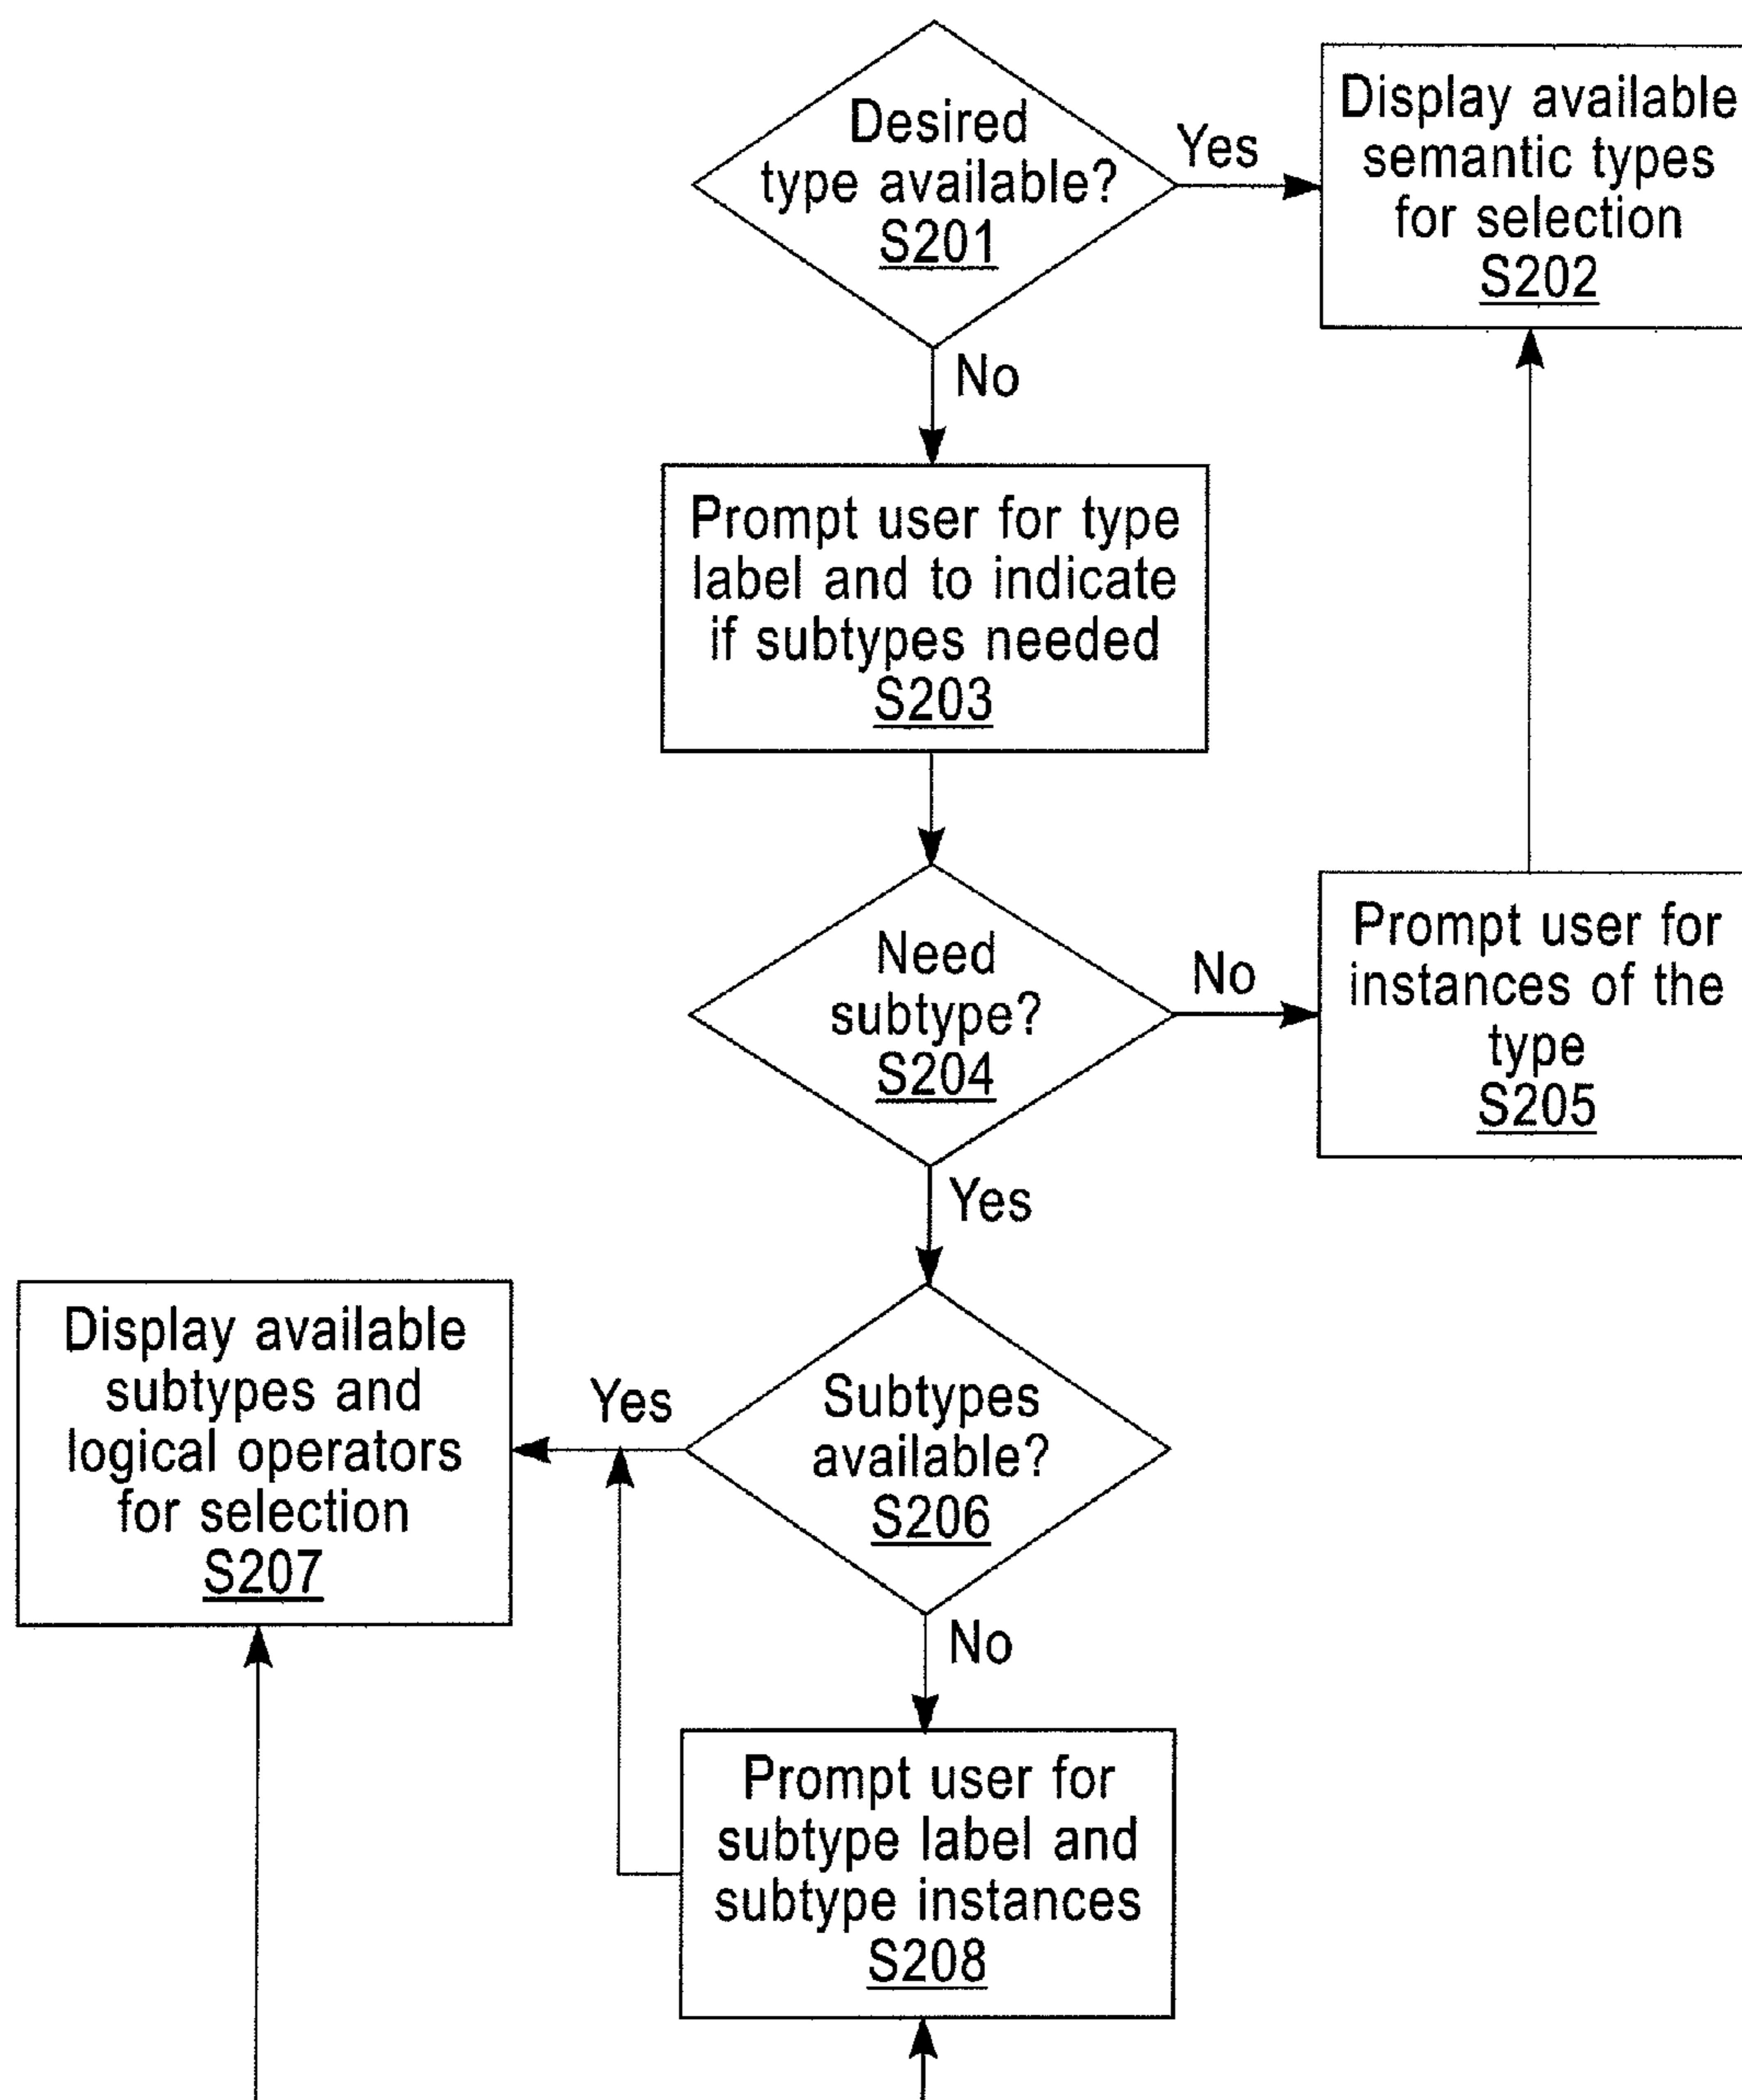 Desired
type available?
S201
Yes
Display available
semantic types
for selection
S202
No
Prompt user for type
label and to indicate
if subtypes needed
S203
Need
subtype?
S204
No
Prompt user for
instances of the
type
S205
Yes
Display available
subtypes and
logical operators
for selection
S207
Yes
Subtypes
available?
S206
No
Prompt user for
subtype label and
subtype instances
S208